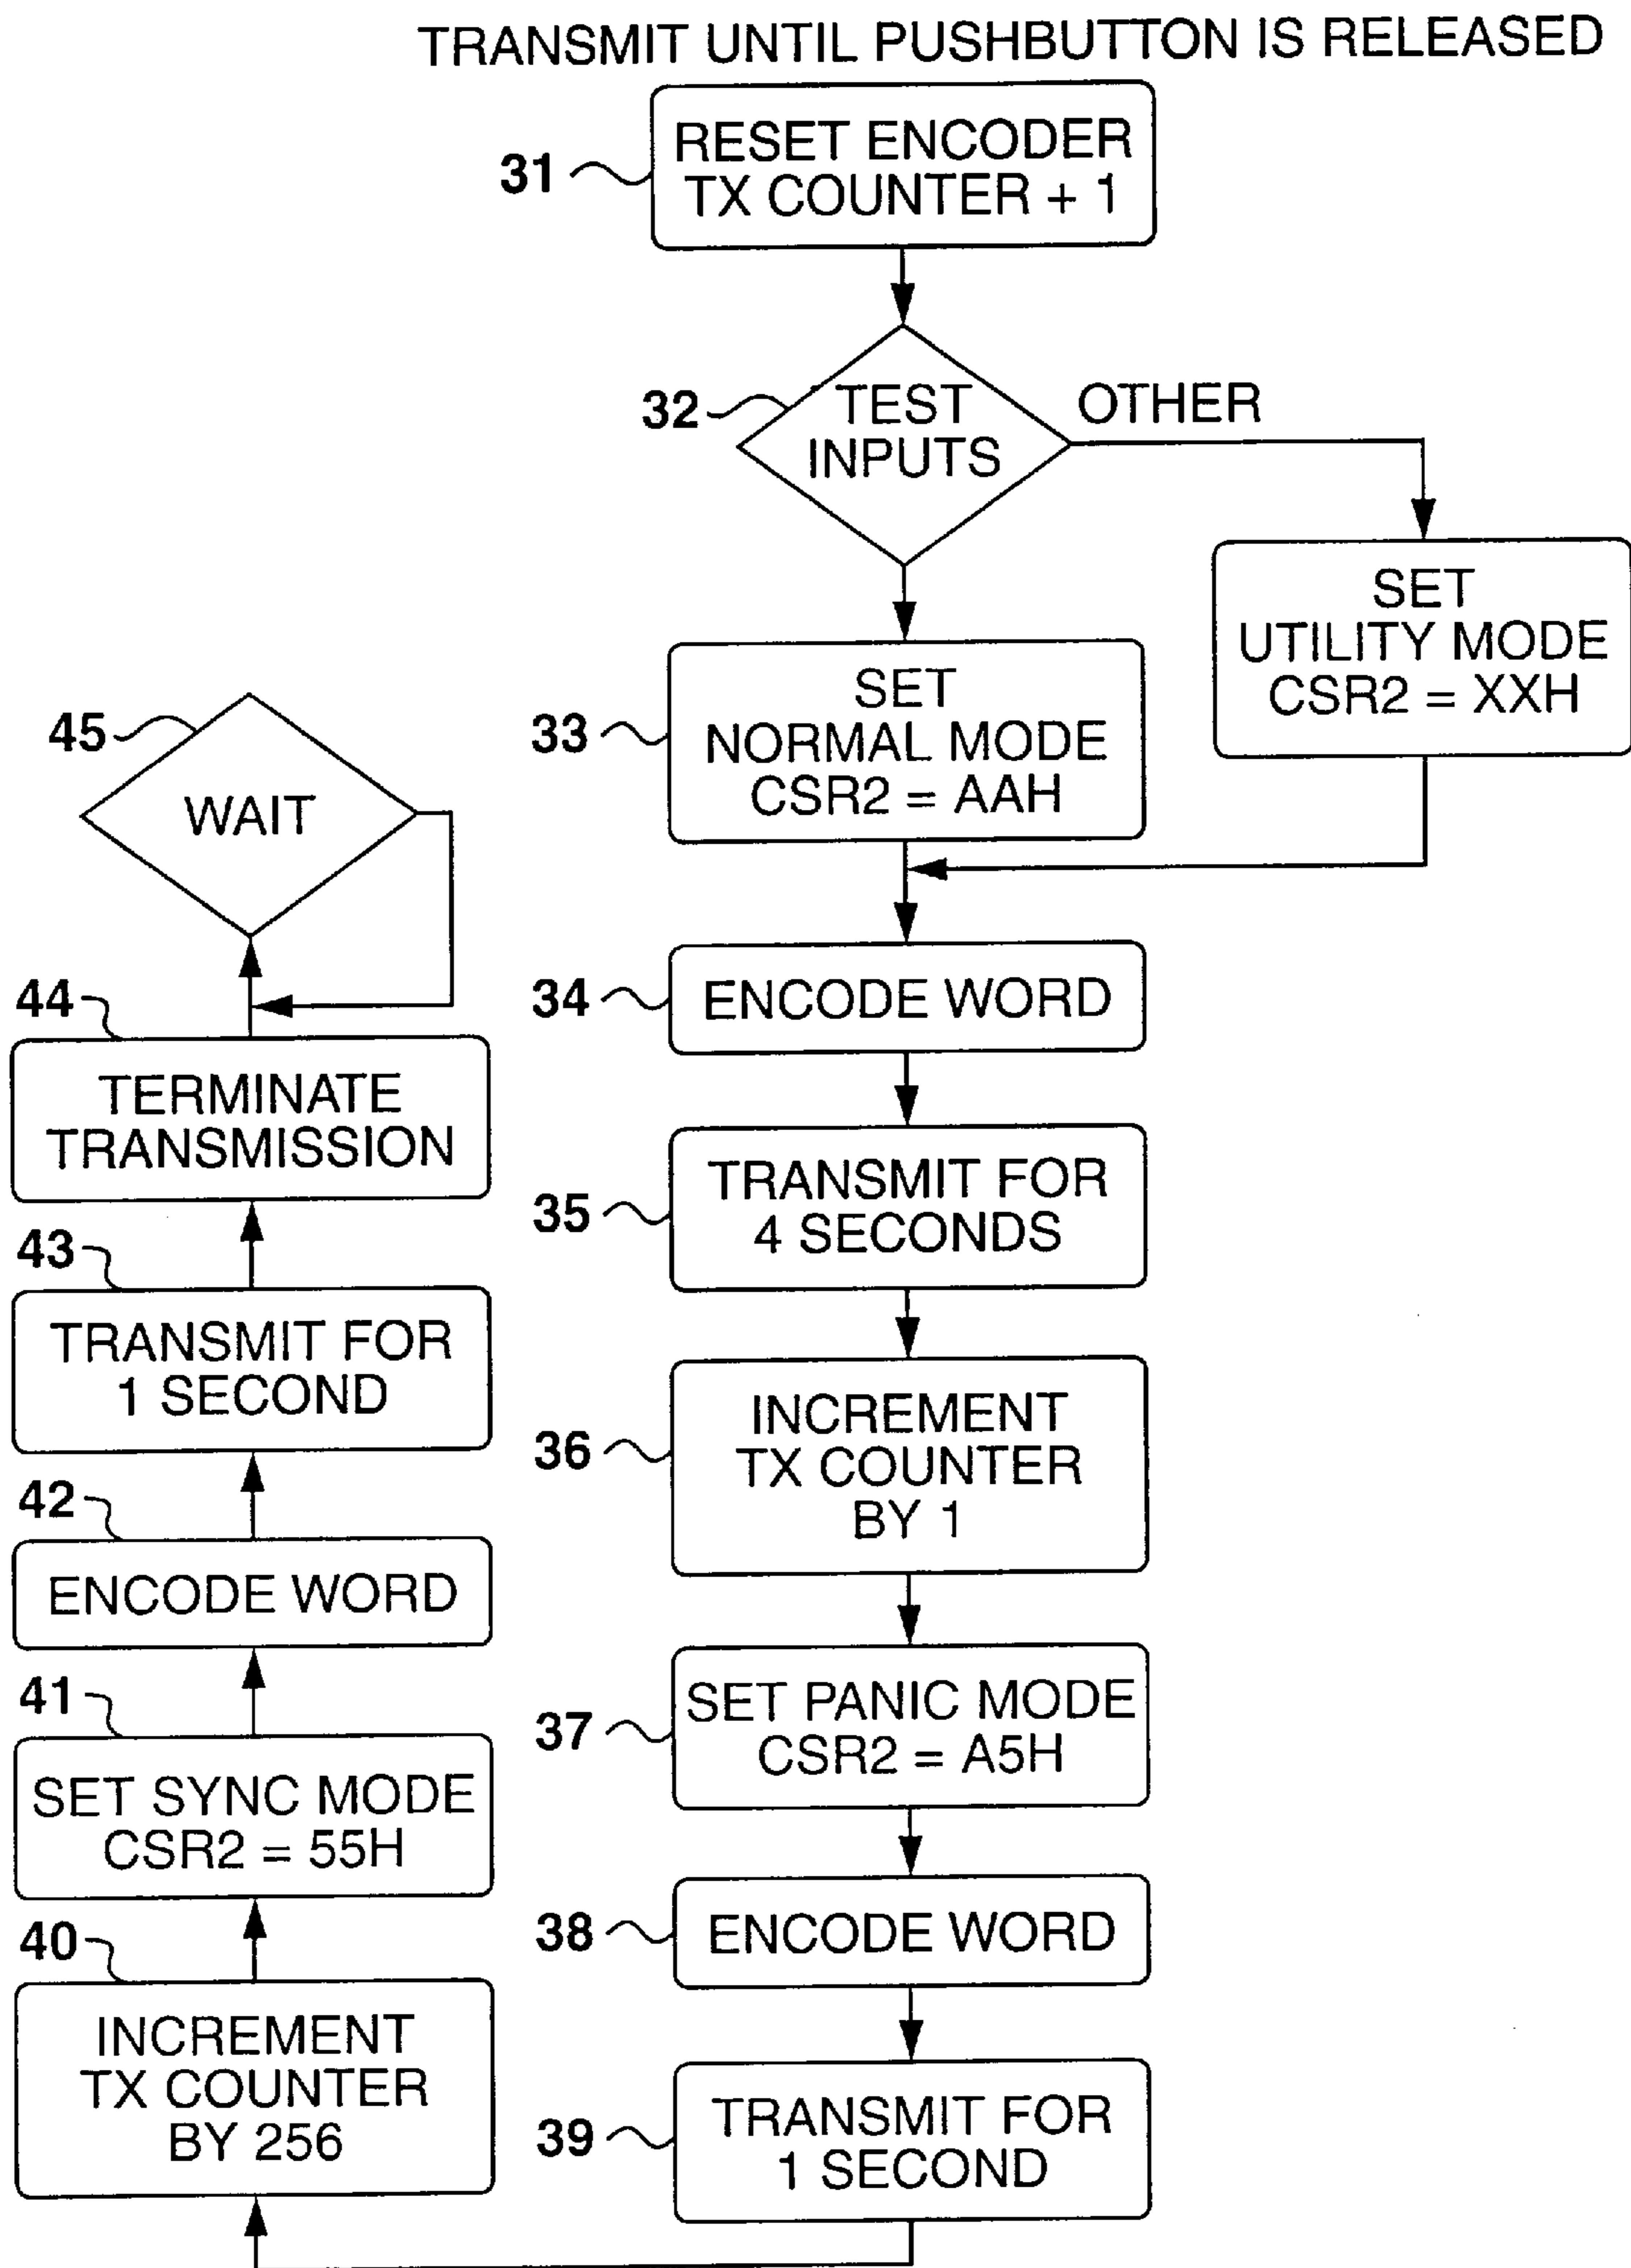 TRANSMIT UNTIL PUSHBUTTON IS RELEASED
31
RESET ENCODER
TX COUNTER + 1
32
TEST
INPUTS
OTHER
SET
UTILITY MODE
CSR2 = XXH
33
SET
NORMAL MODE
CSR2 = AAH
34
ENCODE WORD
35
TRANSMIT FOR
4 SECONDS
36
INCREMENT
TX COUNTER
BY 1
37
SET PANIC MODE
CSR2 = A5H
38
ENCODE WORD
39
TRANSMIT FOR
1 SECOND
40
INCREMENT
TX COUNTER
BY 256
41
SET SYNC MODE
CSR2 = 55H
42
ENCODE WORD
43
TRANSMIT FOR
1 SECOND
44
TERMINATE
TRANSMISSION
45
WAIT